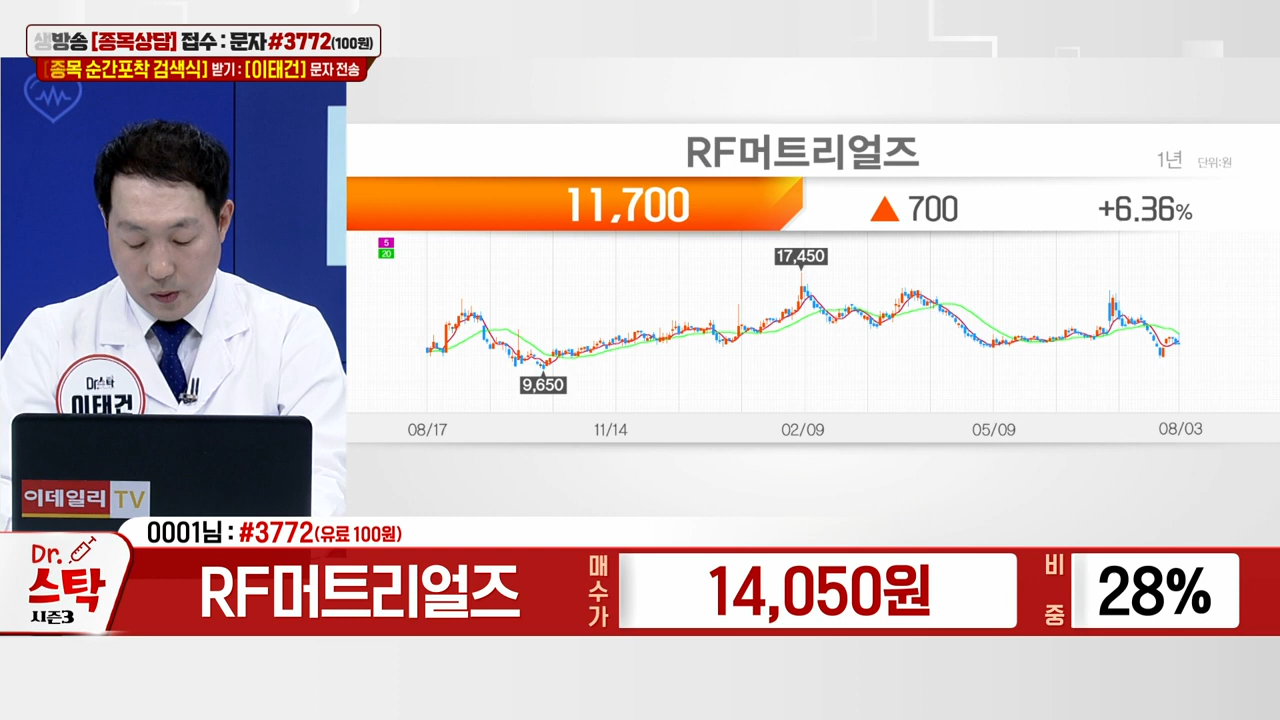 생방송 [종목상담] 접수 : 문자#3772(100원)
[종목 순간포착 검색식] 받기 : [이태건] 문자 전송
RF머트리얼즈
1년 단위:원
11,700 ▲ 700 +6.36%
5
20
17,450
9,650
08/17 11/14 02/09 05/09 08/03
Dr.스탁
이태건
이데일리 TV
0001님 : #3772(유료 100원)
Dr.
스탁
시즌3
RF머트리얼즈
매수가
14,050원
비중
28%